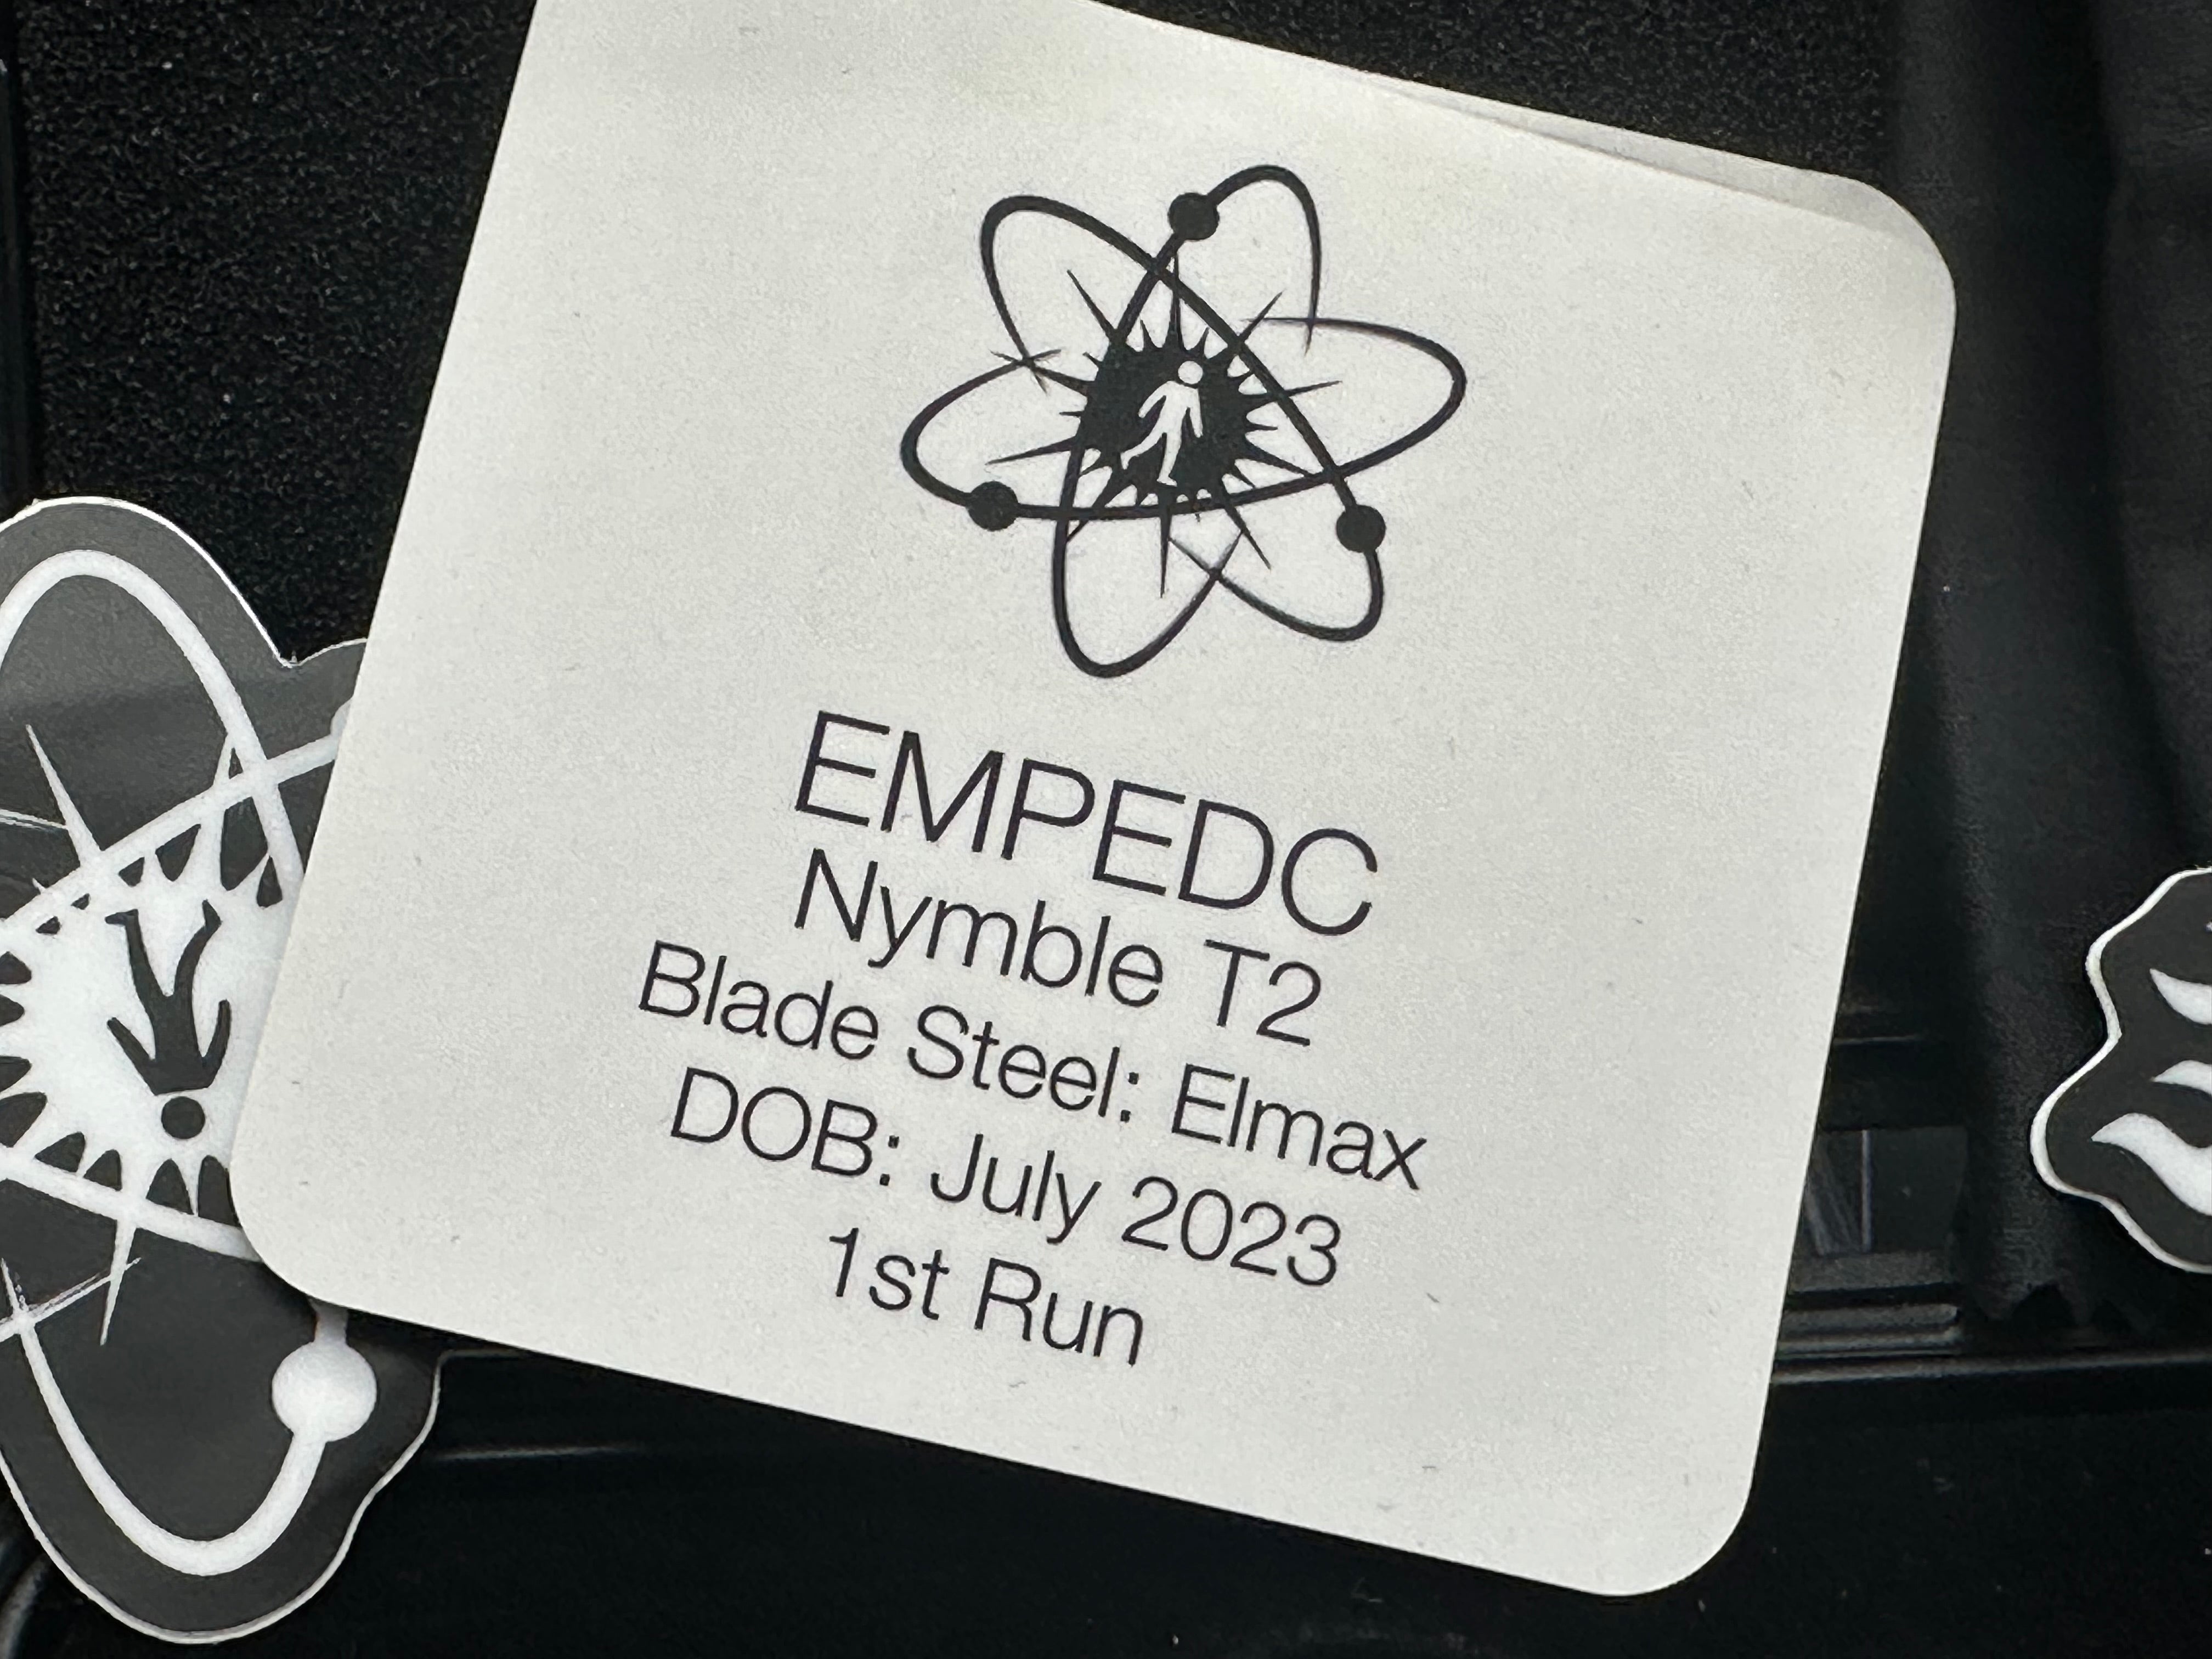 EMPEDC
Nymble T2
Blade Steel: Elmax
DOB: July 2023
1st Run